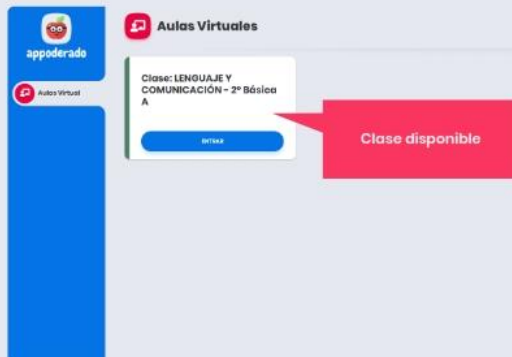 appoderado
Aulas Virtuales
Aulas Virtual
Clase: LENGUAJE Y
COMUNICACIÓN - 2° Básica
A
ENTRAR
Clase disponible